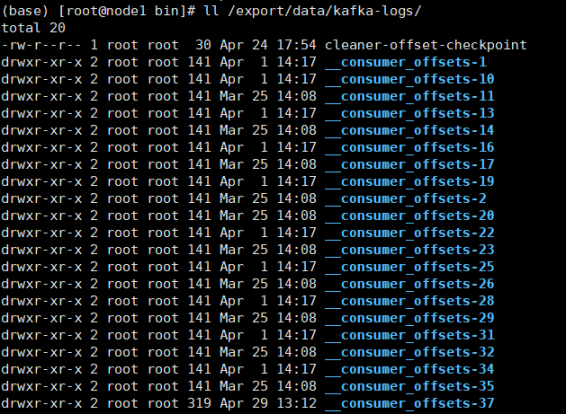 (base) [root@node1 bin]# ll /export/data/kafka-logs/
total 20
-rw-r--r-- 1 root root  30 Apr 24 17:54 cleaner-offset-checkpoint
drwxr-xr-x 2 root root 141 Apr  1 14:17 __consumer_offsets-1
drwxr-xr-x 2 root root 141 Apr  1 14:17 __consumer_offsets-10
drwxr-xr-x 2 root root 141 Mar 25 14:08 __consumer_offsets-11
drwxr-xr-x 2 root root 141 Apr  1 14:17 __consumer_offsets-13
drwxr-xr-x 2 root root 141 Mar 25 14:08 __consumer_offsets-14
drwxr-xr-x 2 root root 141 Apr  1 14:17 __consumer_offsets-16
drwxr-xr-x 2 root root 141 Mar 25 14:08 __consumer_offsets-17
drwxr-xr-x 2 root root 141 Apr  1 14:17 __consumer_offsets-19
drwxr-xr-x 2 root root 141 Mar 25 14:08 __consumer_offsets-2
drwxr-xr-x 2 root root 141 Mar 25 14:08 __consumer_offsets-20
drwxr-xr-x 2 root root 141 Apr  1 14:17 __consumer_offsets-22
drwxr-xr-x 2 root root 141 Mar 25 14:08 __consumer_offsets-23
drwxr-xr-x 2 root root 141 Apr  1 14:17 __consumer_offsets-25
drwxr-xr-x 2 root root 141 Mar 25 14:08 __consumer_offsets-26
drwxr-xr-x 2 root root 141 Apr  1 14:17 __consumer_offsets-28
drwxr-xr-x 2 root root 141 Mar 25 14:08 __consumer_offsets-29
drwxr-xr-x 2 root root 141 Apr  1 14:17 __consumer_offsets-31
drwxr-xr-x 2 root root 141 Mar 25 14:08 __consumer_offsets-32
drwxr-xr-x 2 root root 141 Apr  1 14:17 __consumer_offsets-34
drwxr-xr-x 2 root root 141 Mar 25 14:08 __consumer_offsets-35
drwxr-xr-x 2 root root 319 Apr 29 13:12 __consumer_offsets-37